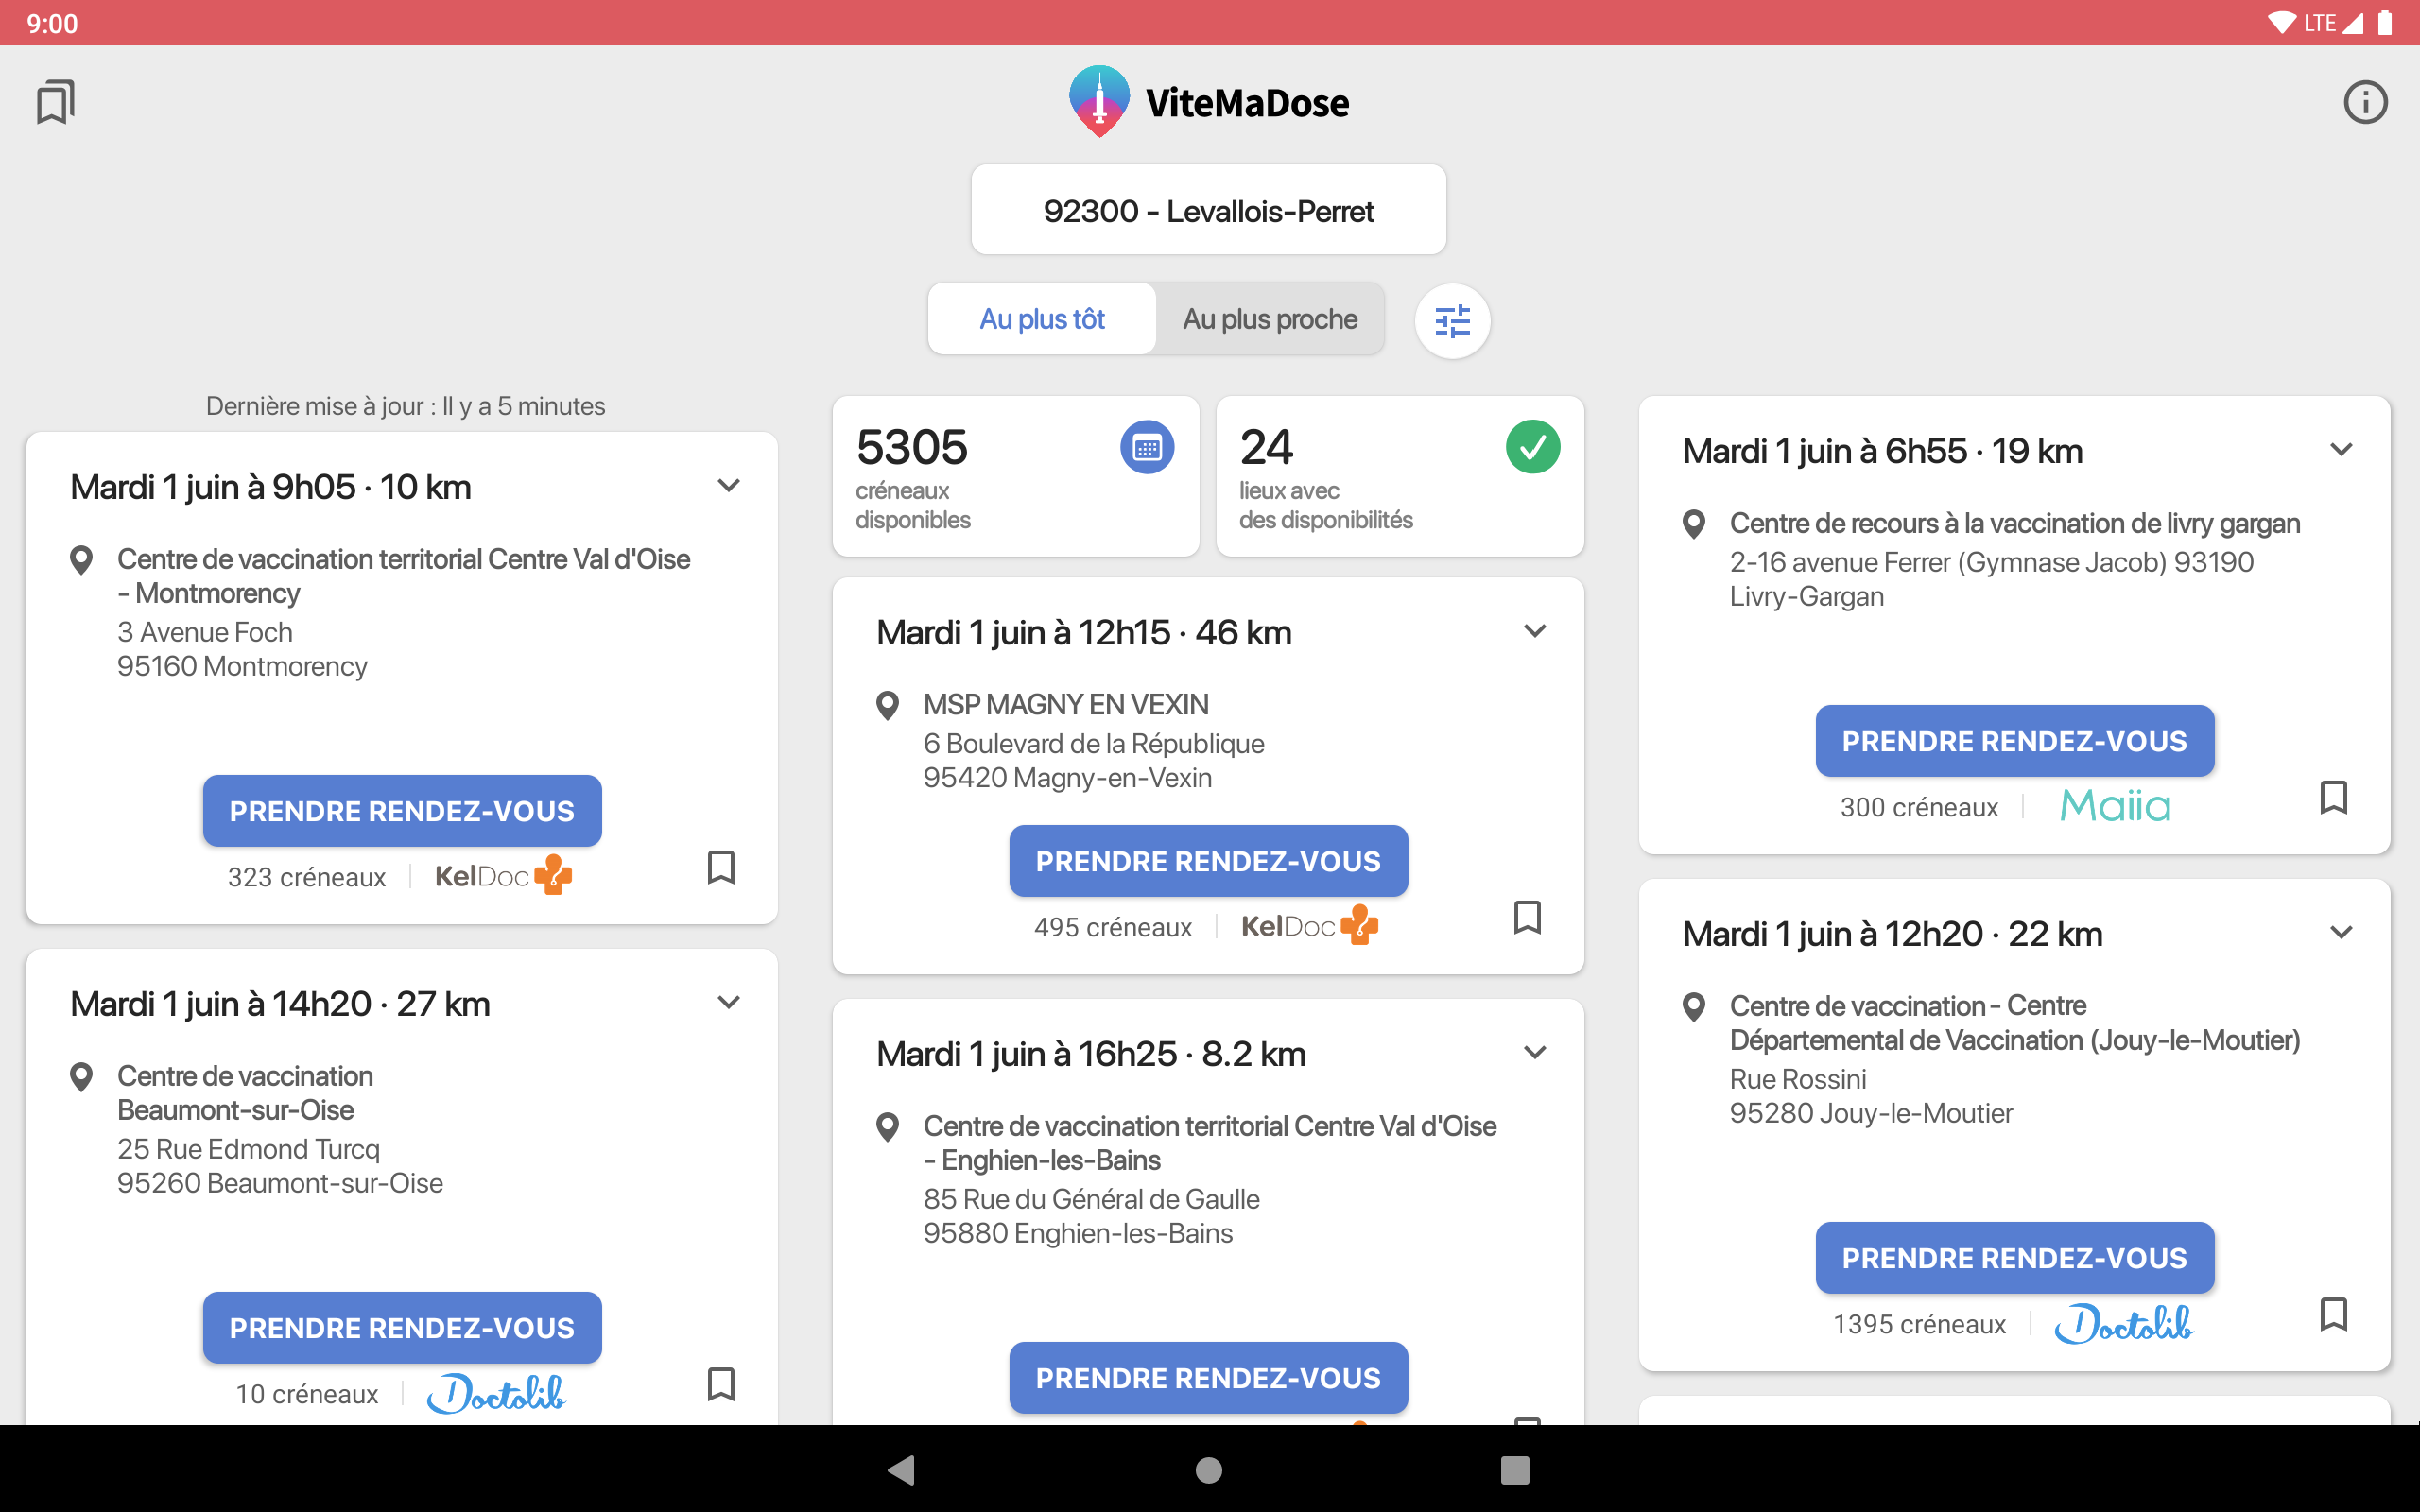 9:00
LTE
ViteMaDose
92300 - Levallois-Perret
Au plus tôt
Au plus proche
Dernière mise à jour : Il y a 5 minutes
Mardi 1 juin à 9h05 · 10 km
Centre de vaccination territorial Centre Val d'Oise
- Montmorency
3 Avenue Foch
95160 Montmorency
PRENDRE RENDEZ-VOUS
323 créneaux
KelDoc
Mardi 1 juin à 14h20 · 27 km
Centre de vaccination
Beaumont-sur-Oise
25 Rue Edmond Turcq
95260 Beaumont-sur-Oise
PRENDRE RENDEZ-VOUS
10 créneaux
Doctolib
5305
créneaux
disponibles
24
lieux avec
des disponibilités
Mardi 1 juin à 12h15 · 46 km
MSP MAGNY EN VEXIN
6 Boulevard de la République
95420 Magny-en-Vexin
PRENDRE RENDEZ-VOUS
495 créneaux
KelDoc
Mardi 1 juin à 16h25 · 8.2 km
Centre de vaccination territorial Centre Val d'Oise
- Enghien-les-Bains
85 Rue du Général de Gaulle
95880 Enghien-les-Bains
PRENDRE RENDEZ-VOUS
Mardi 1 juin à 6h55 · 19 km
Centre de recours à la vaccination de livry gargan
2-16 avenue Ferrer (Gymnase Jacob) 93190
Livry-Gargan
PRENDRE RENDEZ-VOUS
300 créneaux
Maiia
Mardi 1 juin à 12h20 · 22 km
Centre de vaccination - Centre
Départemental de Vaccination (Jouy-le-Moutier)
Rue Rossini
95280 Jouy-le-Moutier
PRENDRE RENDEZ-VOUS
1395 créneaux
Doctolib